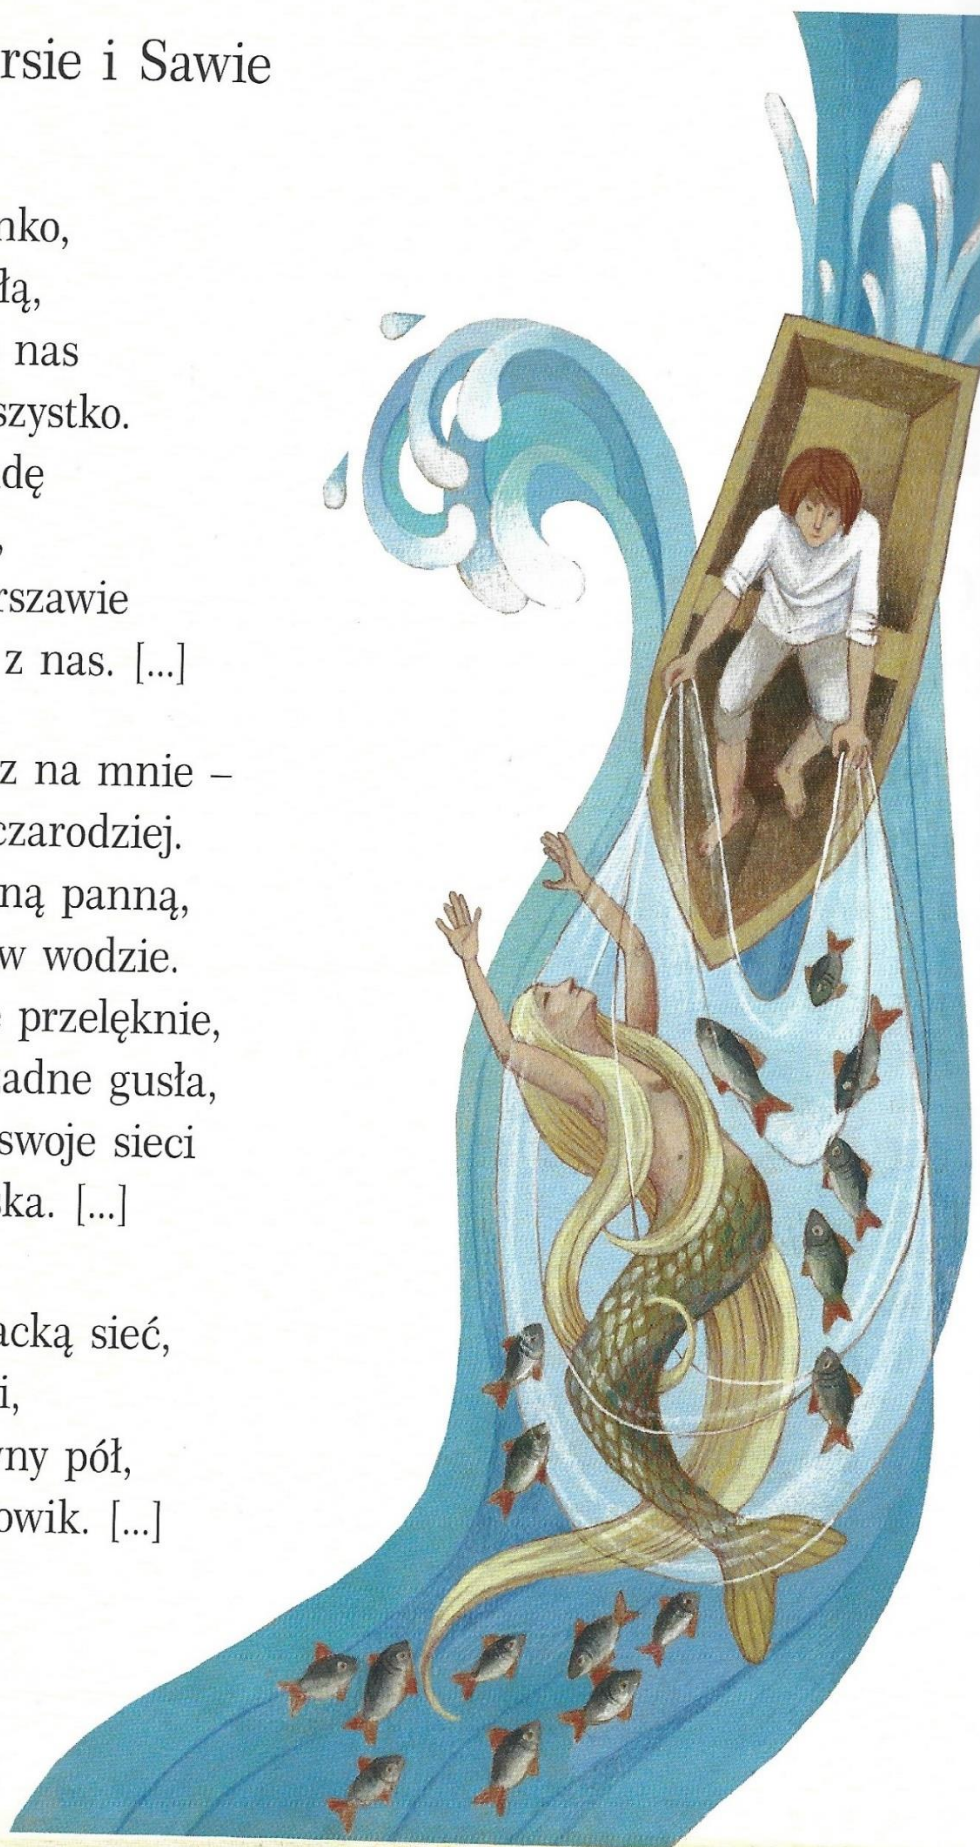 rsie i Sawie
nko,
łą,
nas
szystko.
dę
,
rszawie
z nas. [...]
z na mnie –
czarodziej.
ną panną,
w wodzie.
przelęknie,
adne gusła,
swoje sieci
ka. [...]
acką sieć,
i,
ny pół,
owik. [...]